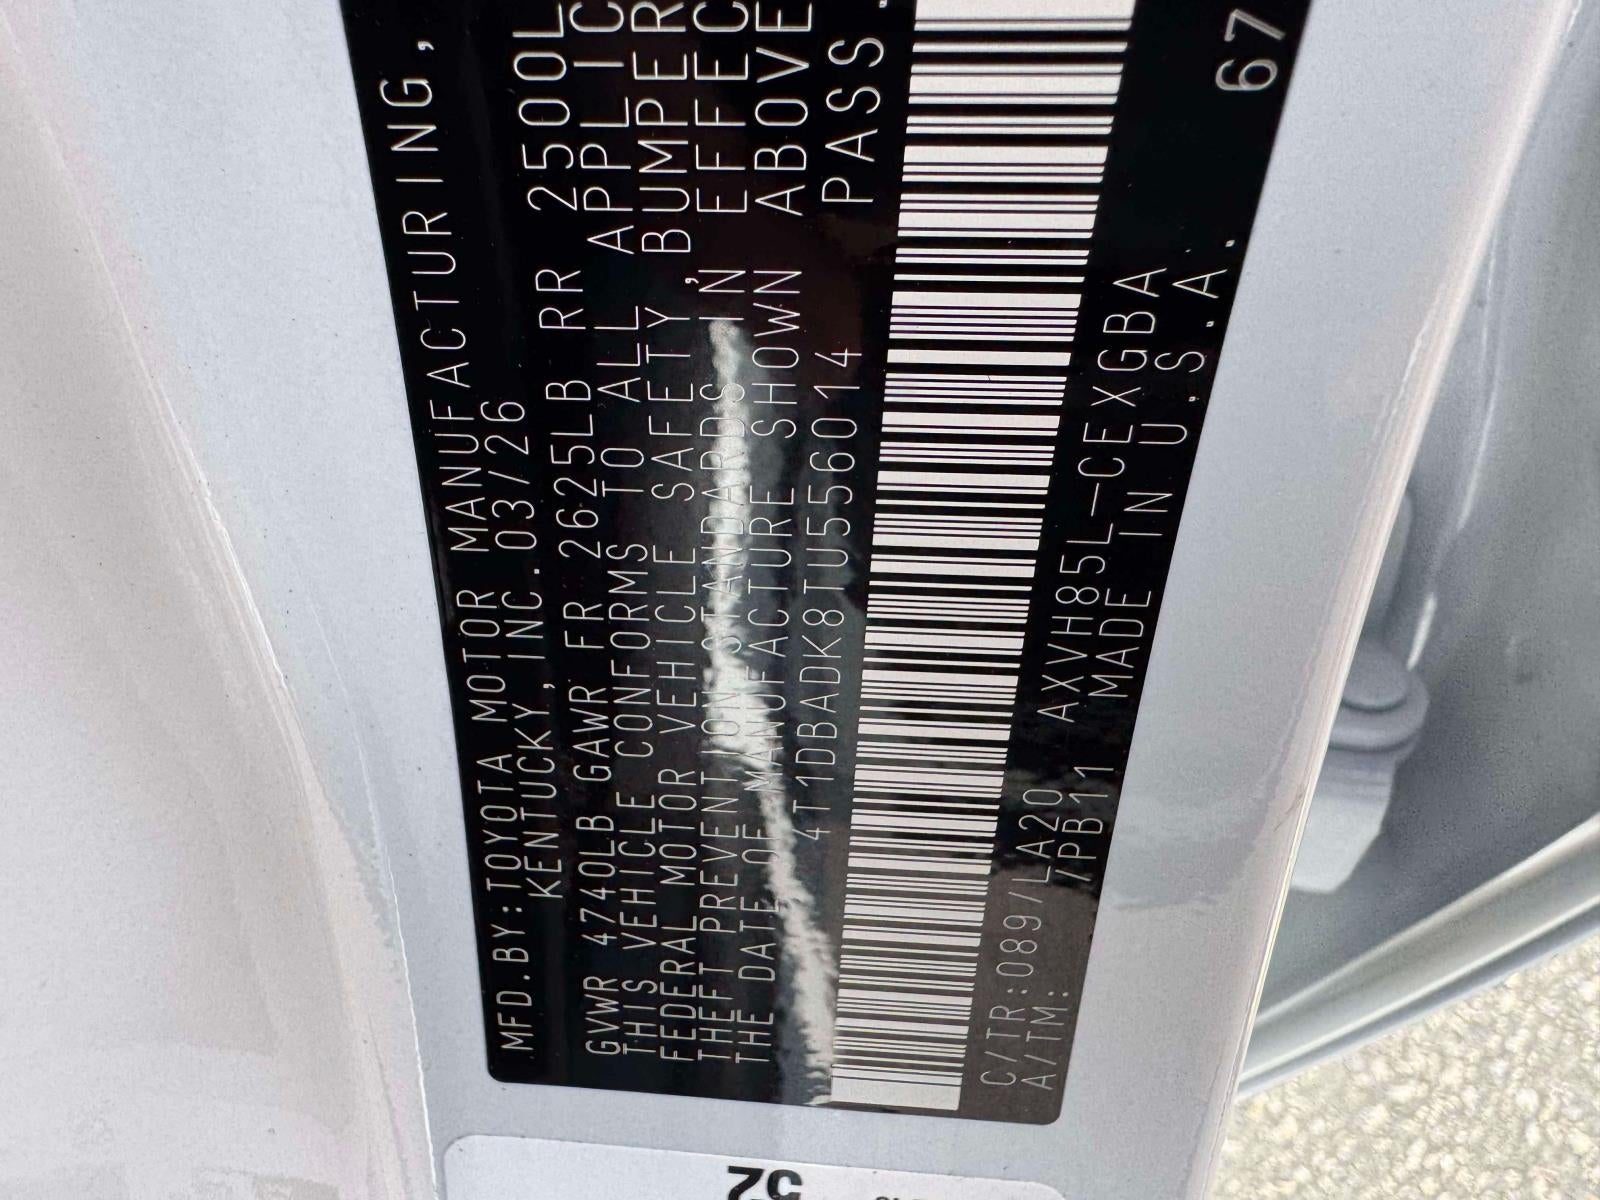 MFD.BY:TOYOTA MOTOR MANUFACTURING,
KENTUCKY, INC. 03/26
GVWR 4740LB GAWR FR 2625LB RR 2500L
THIS VEHICLE CONFORMS TO ALL APPLIC
FEDERAL MOTOR VEHICLE SAFETY, BUMPER
THEFT PREVENTION STANDARDS IN EFFEC
THE DATE OF MANUFACTURE SHOWN ABOVE
4T1DBADK8TU556014 PASS.
C/TR:089/LA20 AXVH85L-CEXGBA
A/TM: /PB11 MADE IN U.S.A. 67
52